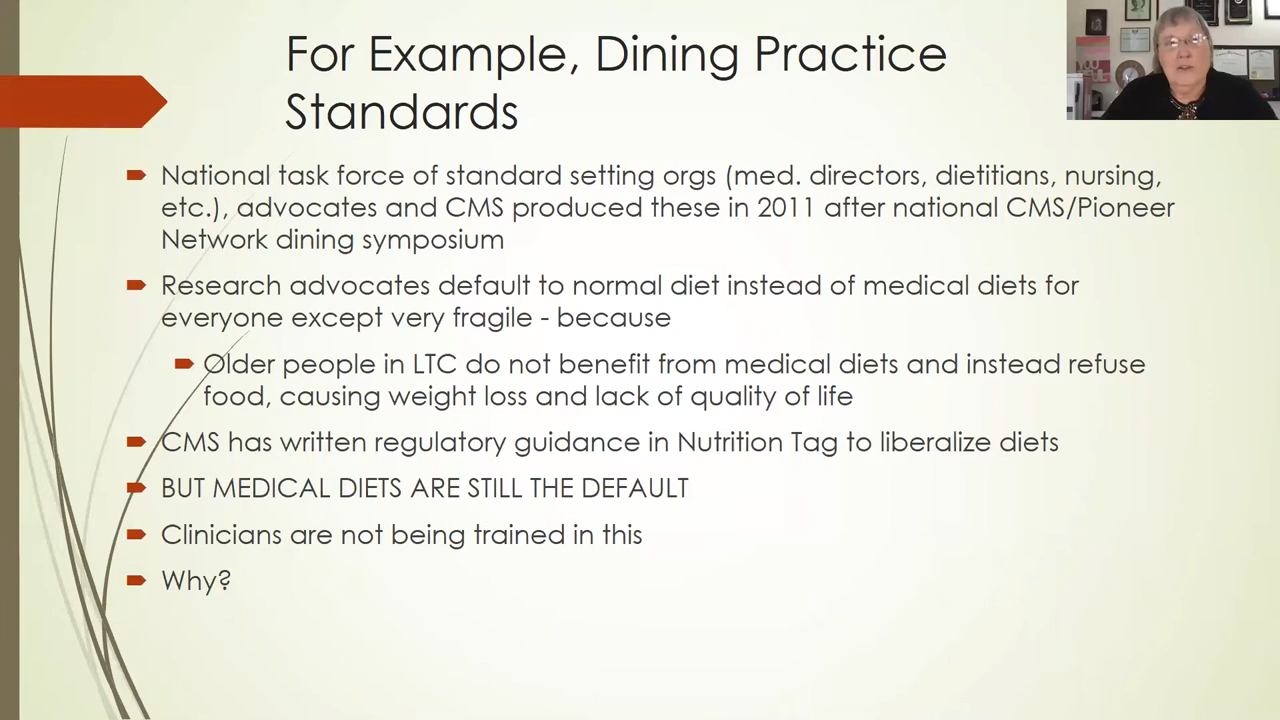 For Example, Dining Practice
Standards
National task force of standard setting orgs (med. directors, dietitians, nursing,
etc.), advocates and CMS produced these in 2011 after national CMS/Pioneer
Network dining symposium
Research advocates default to normal diet instead of medical diets for
everyone except very fragile - because
Older people in LTC do not benefit from medical diets and instead refuse
food, causing weight loss and lack of quality of life
CMS has written regulatory guidance in Nutrition Tag to liberalize diets
BUT MEDICAL DIETS ARE STILL THE DEFAULT
Clinicians are not being trained in this
Why?